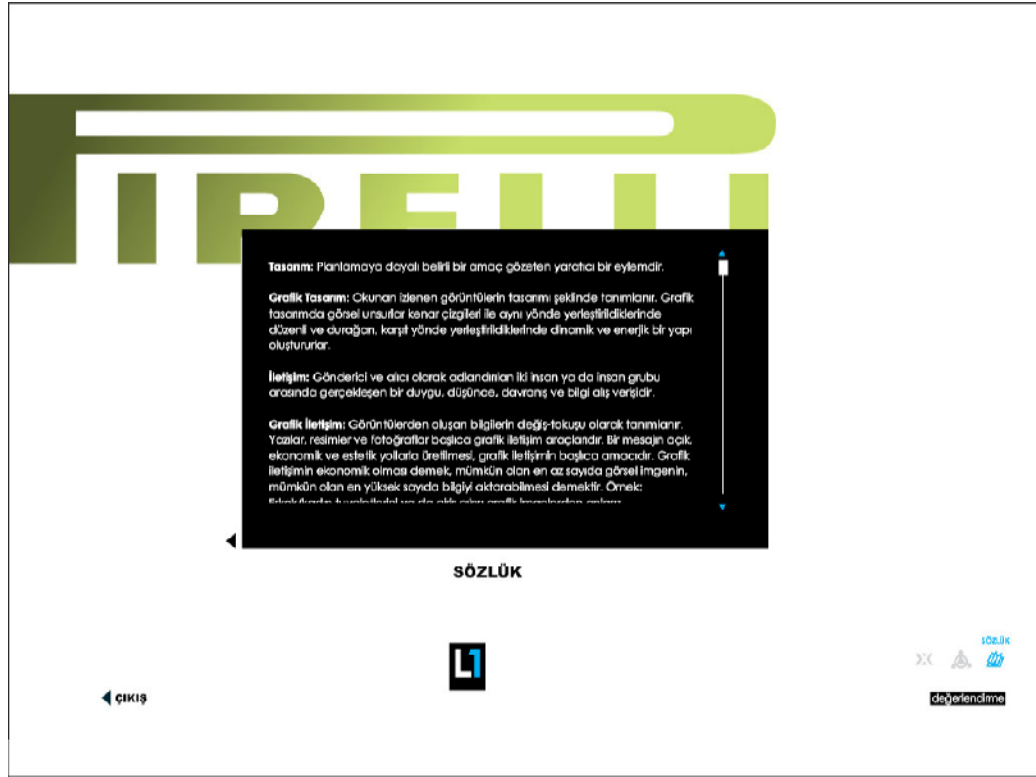 PIRELLI
Tasarım: Planlamaya dayalı belirli bir amaç gözeten yaratıcı bir eylemdir.
Grafik Tasarım: Okunan izlenen görüntülerin tasarımı şeklinde tanımlanır. Grafik
tasarımda görsel unsurlar kenar çizgileri ile aynı yönde yerleştirildiklerinde
düzenli ve durağan, karşıt yönde yerleştirildiklerinde dinamik ve enerjik bir yapı
oluştururlar.
İletişim: Gönderici ve alıcı olarak adlandırılan iki insan ya da insan grubu
arasında gerçekleşen bir duygu, düşünce, davranış ve bilgi alış verişidir.
Grafik İletişim: Görüntülerden oluşan bilgilerin değiş-tokuşu olarak tanımlanır.
Yazılar, resimler ve fotoğraflar başlıca grafik iletişim araçlarıdır. Bir mesajın açık,
ekonomik ve estetik yollarla üretilmesi, grafik iletişimin başlıca amacıdır. Grafik
iletişimin ekonomik olması demek, mümkün olan en az sayıda görsel imgenin,
mümkün olan en yüksek sayıda bilgiyi aktarabilmesi demektir. Örnek:
SÖZLÜK
SÖZLÜK
L1
ÇIKIŞ
değerlendirme